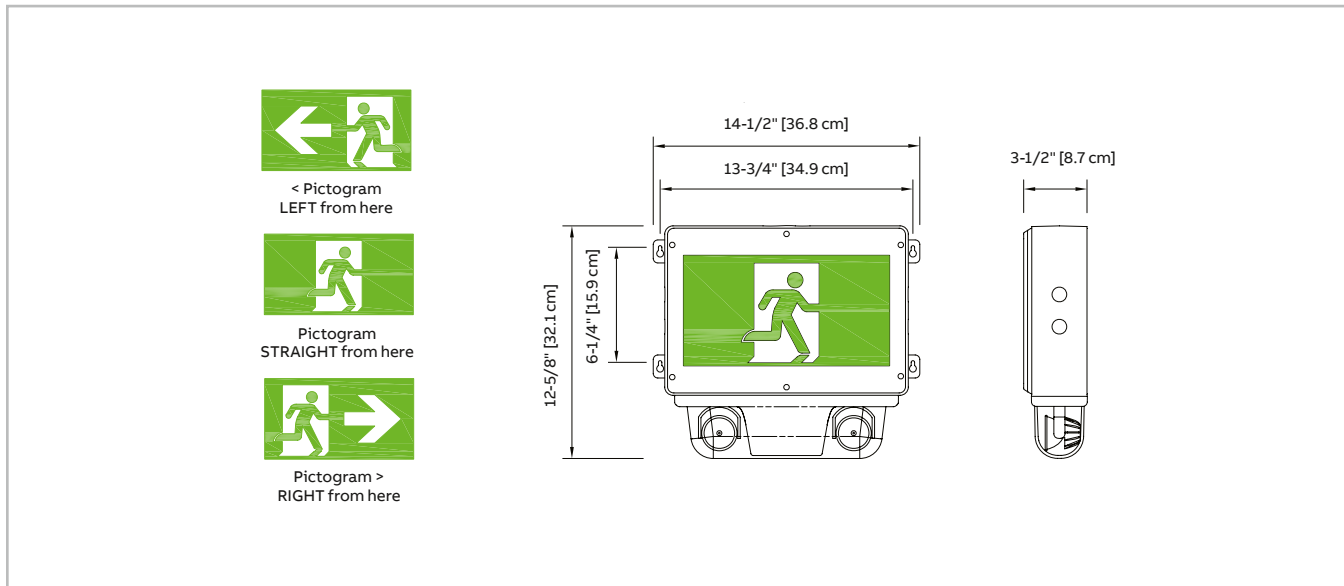 < Pictogram
LEFT from here
Pictogram
STRAIGHT from here
Pictogram >
RIGHT from here
14-1/2" [36.8 cm]
13-3/4" [34.9 cm]
12-5/8" [32.1 cm]
6-1/4" [15.9 cm]
3-1/2" [8.7 cm]